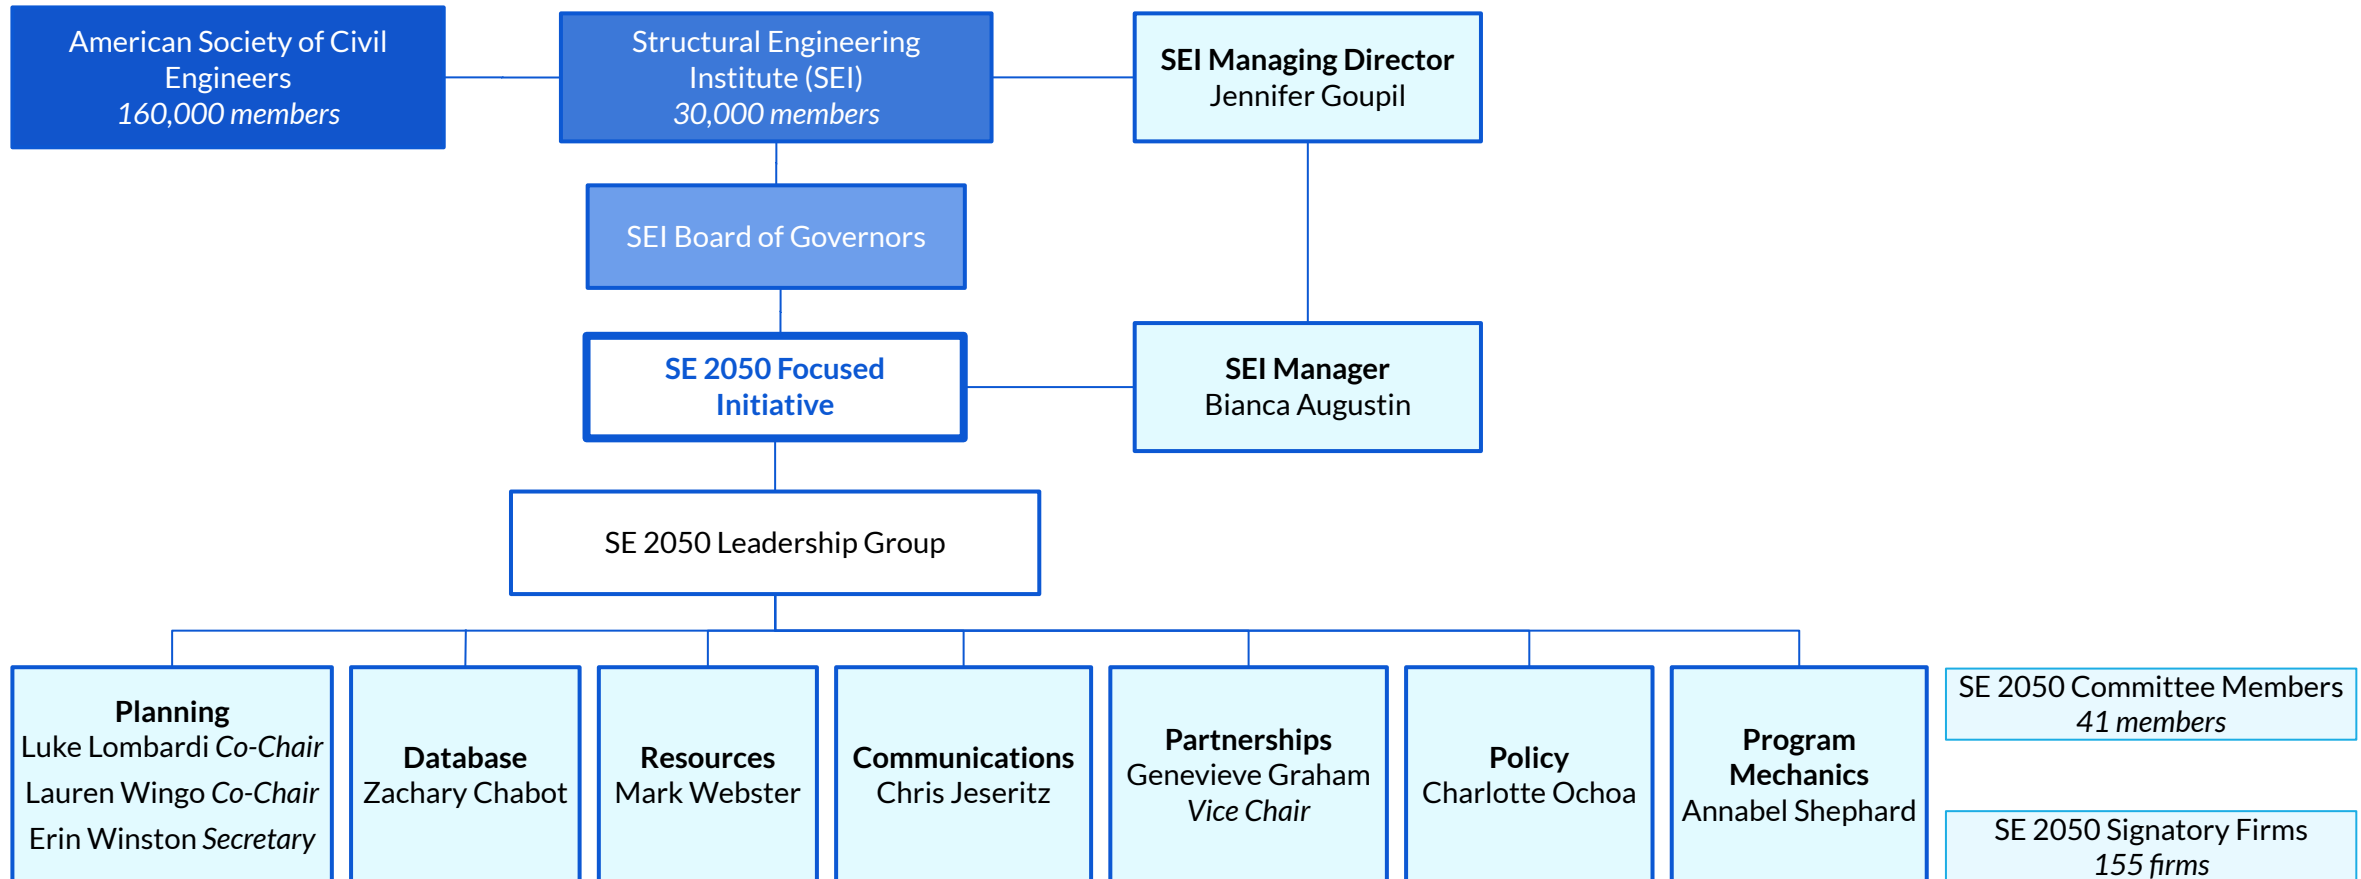 American Society of Civil
Engineers
160,000 members
Structural Engineering
Institute (SEI)
30,000 members
SEI Managing Director
Jennifer Goupil
SEI Board of Governors
SE 2050 Focused
Initiative
SEI Manager
Bianca Augustin
SE 2050 Leadership Group
Planning
Luke Lombardi Co-Chair
Lauren Wingo Co-Chair
Erin Winston Secretary
Database
Zachary Chabot
Resources
Mark Webster
Communications
Chris Jeseritz
Partnerships
Genevieve Graham
Vice Chair
Policy
Charlotte Ochoa
Program
Mechanics
Annabel Shephard
SE 2050 Committee Members
41 members
SE 2050 Signatory Firms
155 firms